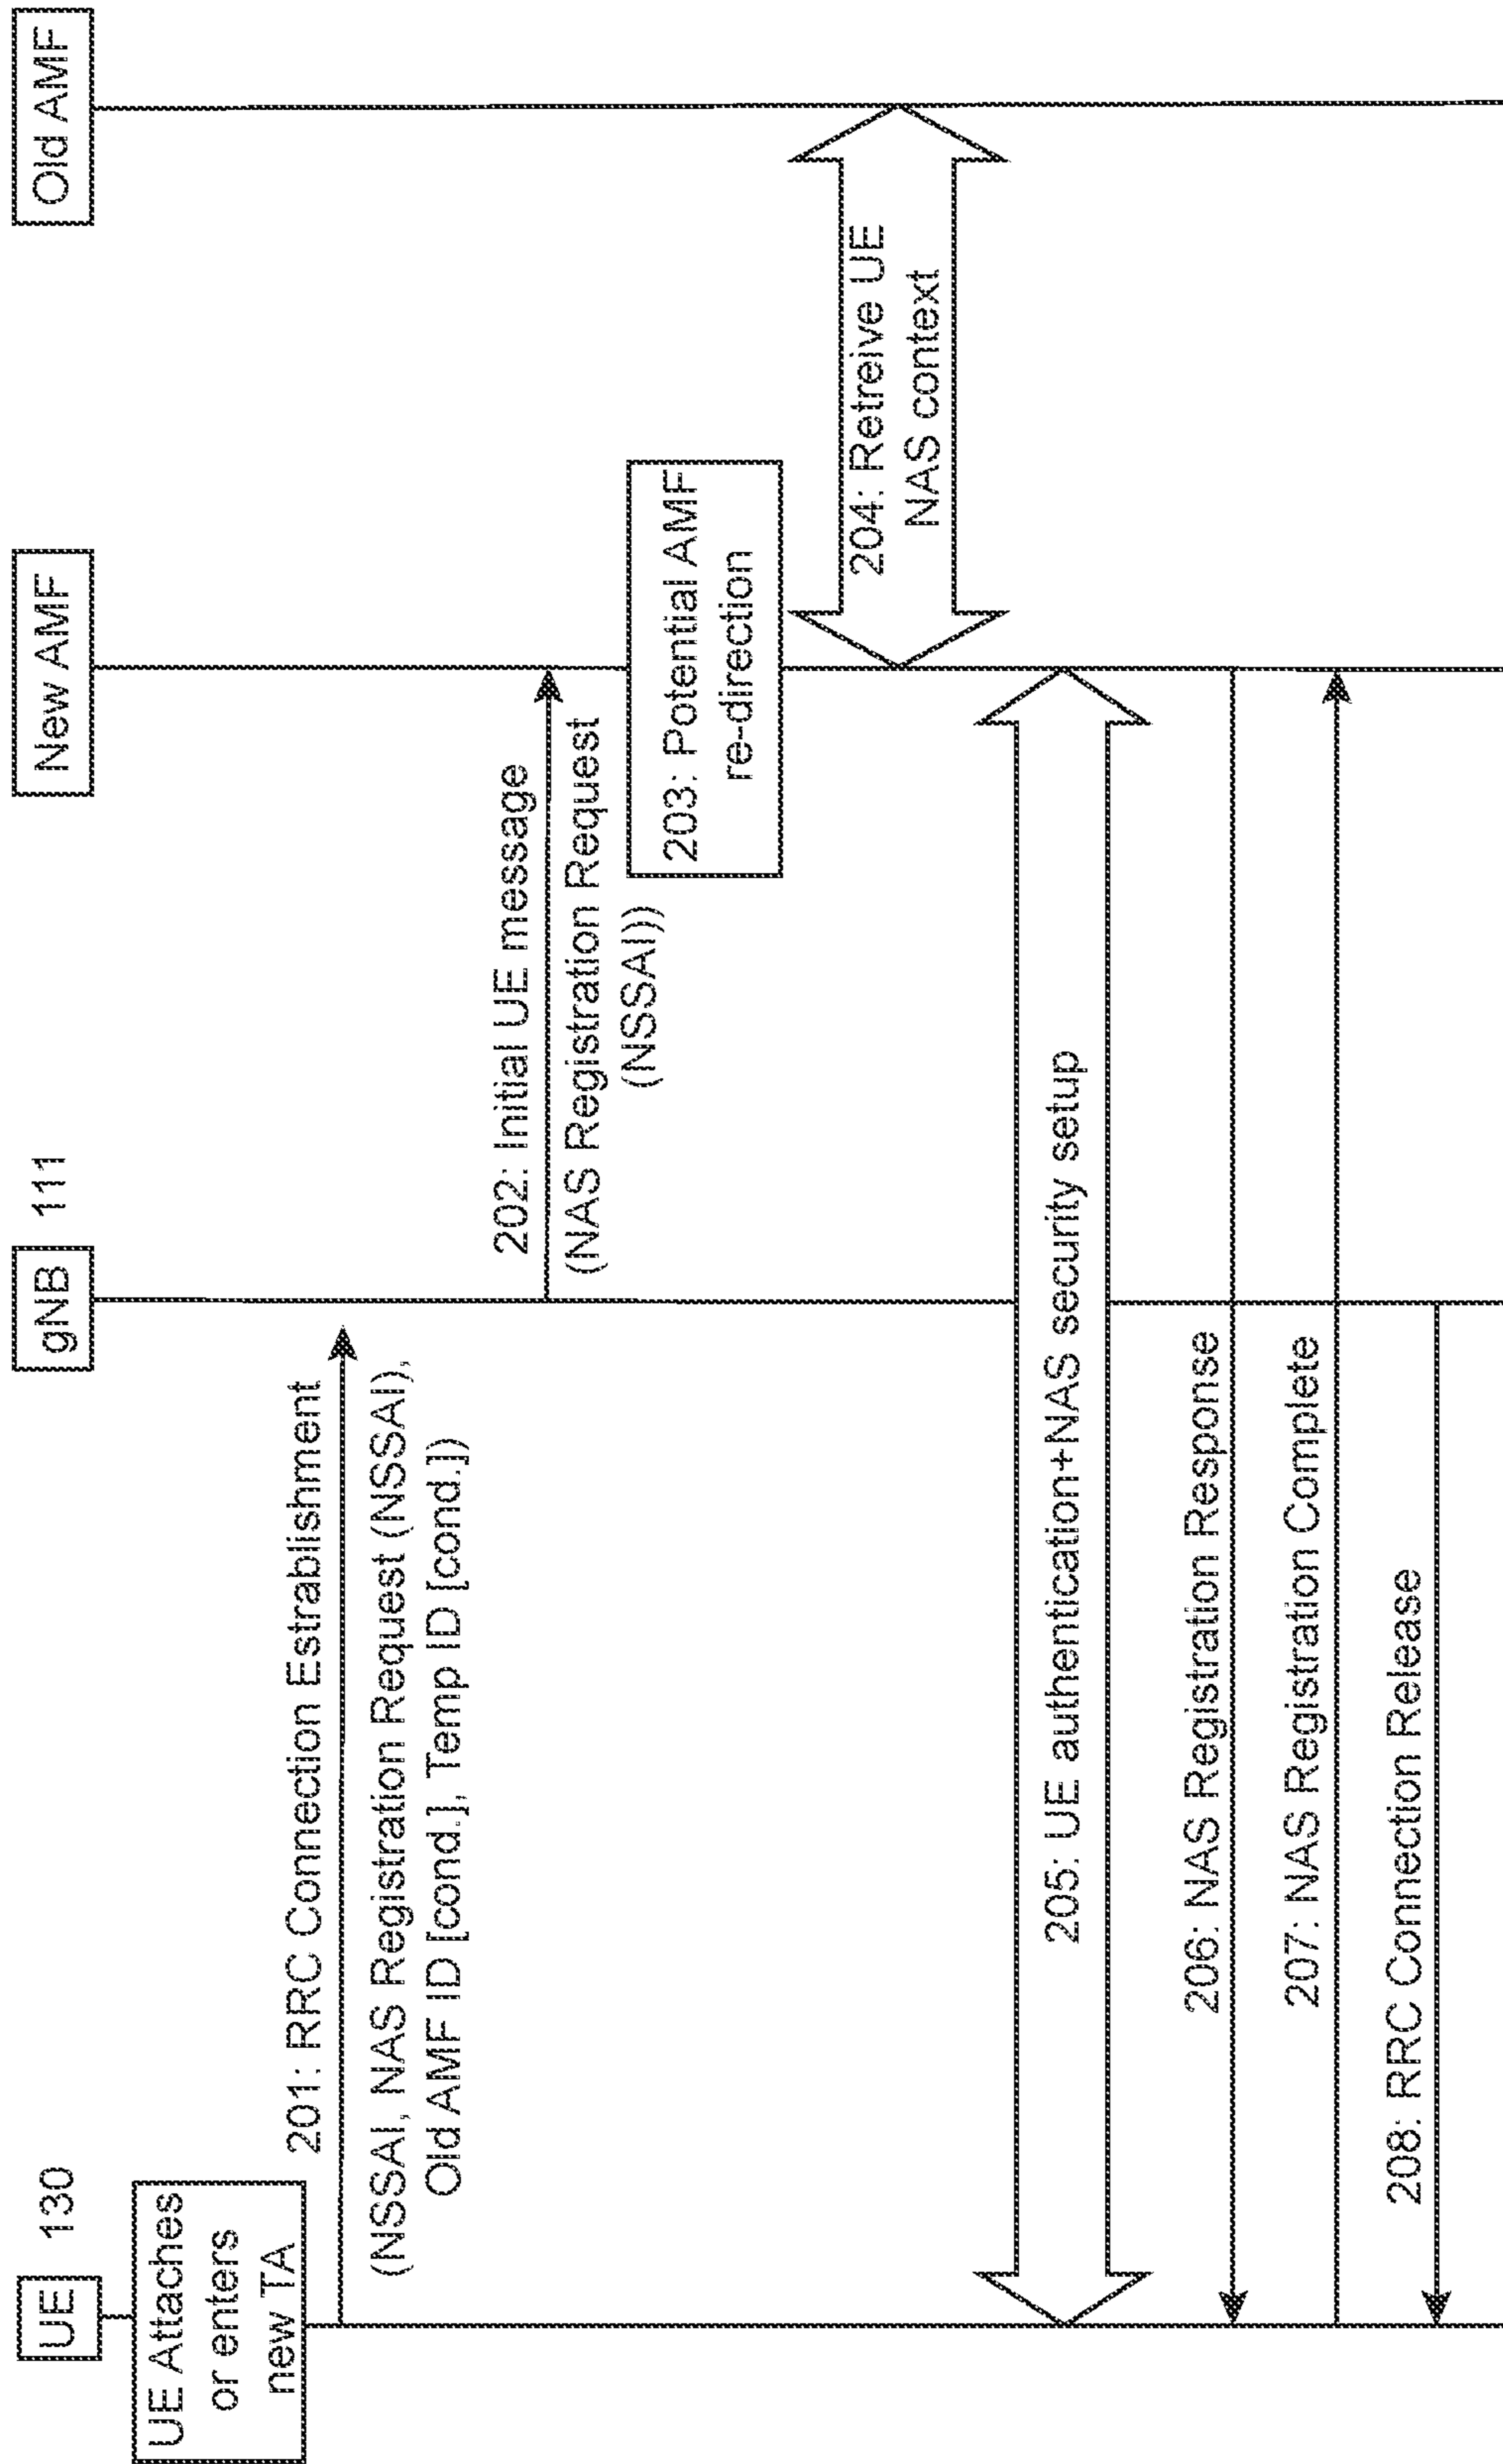 UE 130
gNB 111
New AMF
Old AMF
UE Attaches
or enters
new TA
201: RRC Connection Estrablishment
(NSSAI, NAS Registration Request (NSSAI),
Old AMF ID [cond.], Temp ID [cond.])
202: Initial UE message
(NAS Registration Request
(NSSAI))
203: Potential AMF
re-direction
204: Retreive UE
NAS context
205: UE authentication+NAS security setup
206: NAS Registration Response
207: NAS Registration Complete
208: RRC Connection Release